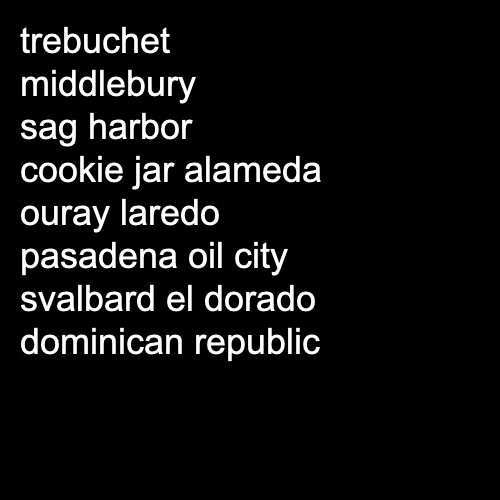 trebuchet
middlebury
sag harbor
cookie jar alameda
ouray laredo
pasadena oil city
svalbard el dorado
dominican republic